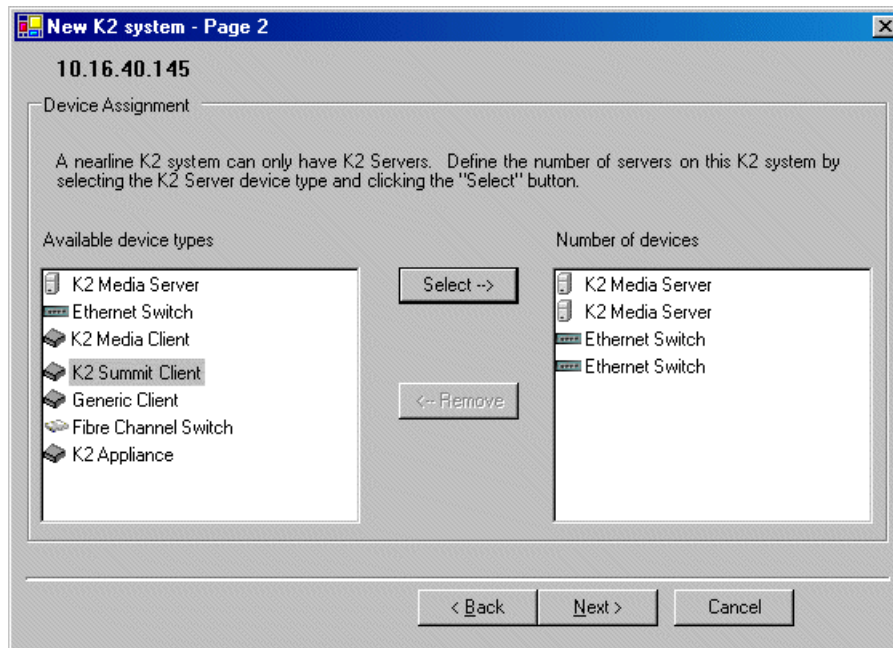 New K2 system - Page 2
10.16.40.145
Device Assignment
A nearline K2 system can only have K2 Servers. Define the number of servers on this K2 system by
selecting the K2 Server device type and clicking the "Select" button.
Available device types
Number of devices
K2 Media Server
Ethernet Switch
K2 Media Client
K2 Summit Client
Generic Client
Fibre Channel Switch
K2 Appliance
Select -->
<-- Remove
K2 Media Server
K2 Media Server
Ethernet Switch
Ethernet Switch
< Back
Next >
Cancel